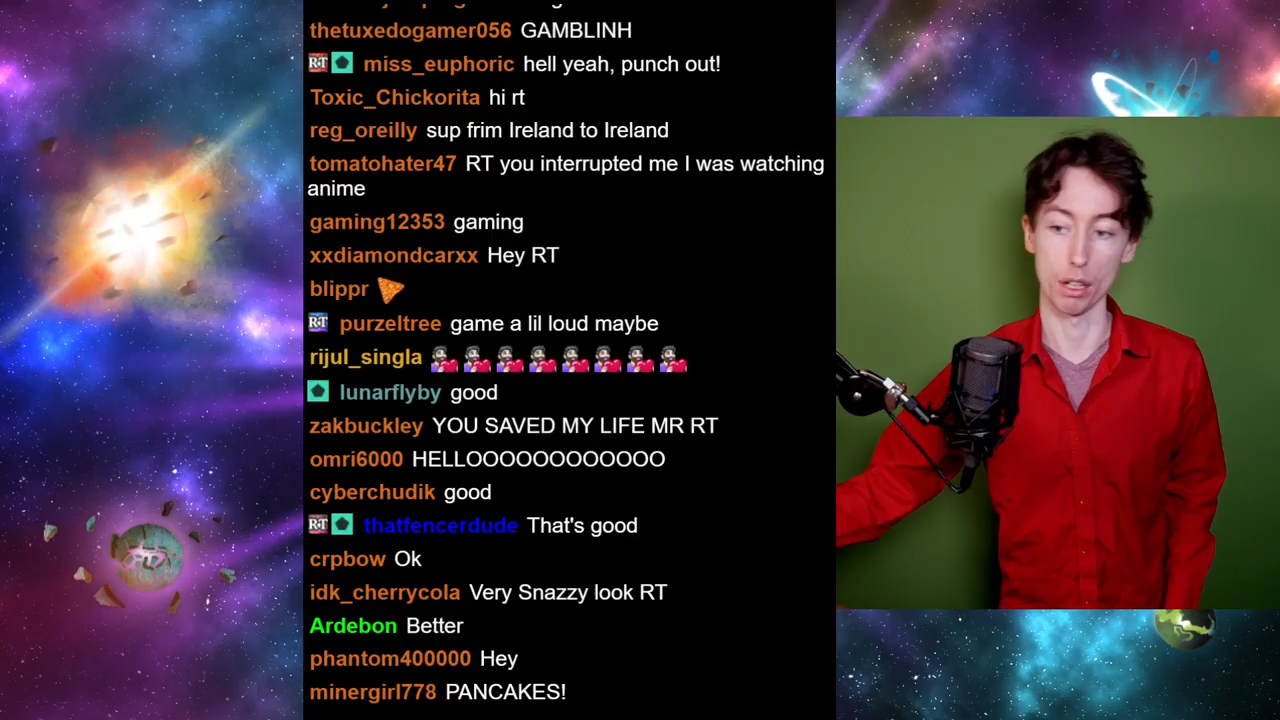 thetuxedogamer056 GAMBLINH
RT miss_euphoric hell yeah, punch out!
Toxic_Chickorita hi rt
reg_oreilly sup frim Ireland to Ireland
tomatohater47 RT you interrupted me I was watching
anime
gaming12353 gaming
xxdiamondcarxx Hey RT
blippr
RT purzeltree game a lil loud maybe
rijul_singla
lunarflyby good
zakbuckley YOU SAVED MY LIFE MR RT
omri6000 HELLOOOOOOOOOOOO
cyberchudik good
RT thatfencerdude That's good
crpbow Ok
idk_cherrycola Very Snazzy look RT
Ardebon Better
phantom400000 Hey
minergirl778 PANCAKES!